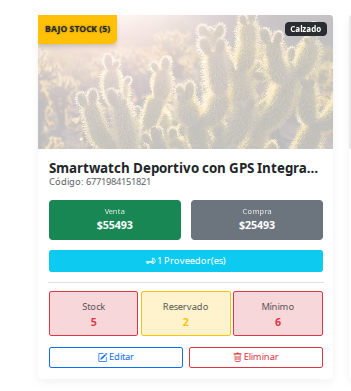 BAJO STOCK (5)
Calzado
Smartwatch Deportivo con GPS Integra...
Código: 6771984151821
Venta
$55493
Compra
$25493
1 Proveedor(es)
Stock
5
Reservado
2
Mínimo
6
Editar
Eliminar